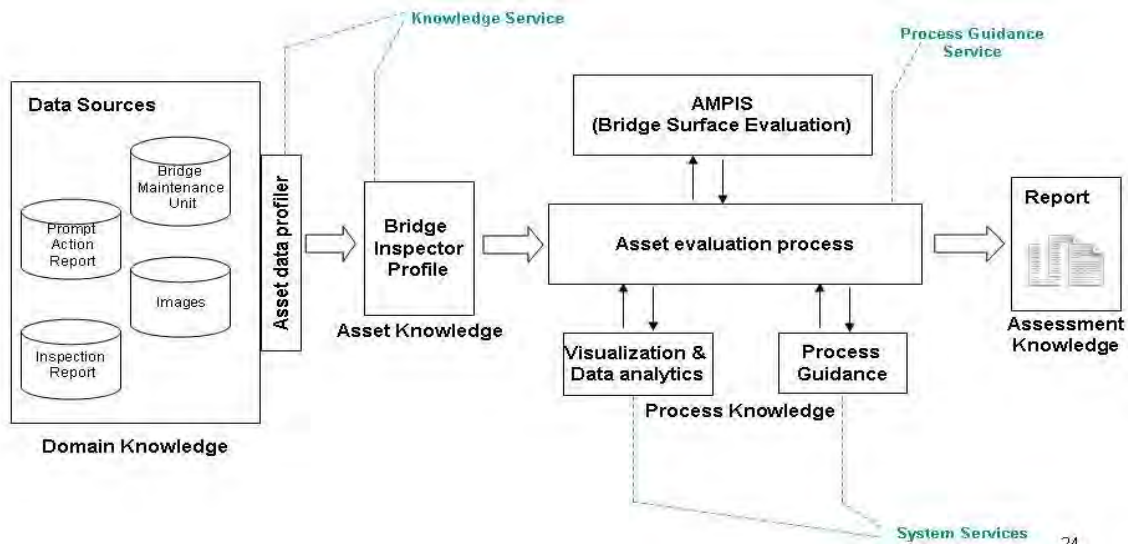 Knowledge Service
Process Guidance
Service
Data Sources
Bridge
Maintenance
Unit
Prompt
Action
Report
Images
Inspection
Report
Domain Knowledge
Asset data profiler
Bridge
Inspector
Profile
Asset Knowledge
AMPIS
(Bridge Surface Evaluation)
Asset evaluation process
Visualization &
Data analytics
Process
Guidance
Process Knowledge
Report
Assessment
Knowledge
System Services
24